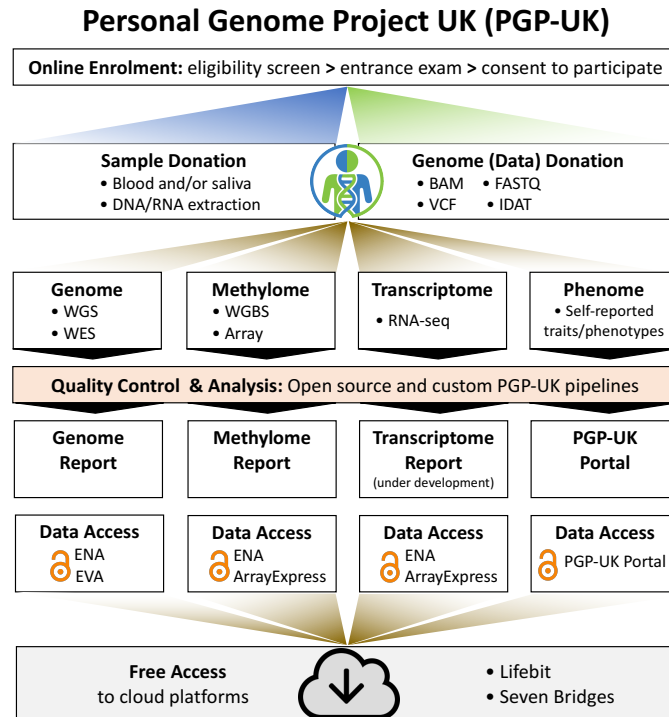 Personal Genome Project UK (PGP-UK)
Online Enrolment: eligibility screen > entrance exam > consent to participate
Sample Donation
• Blood and/or saliva
• DNA/RNA extraction
Genome (Data) Donation
• BAM • FASTQ
• VCF • IDAT
Genome
• WGS
• WES
Methylome
• WGBS
• Array
Transcriptome
• RNA-seq
Phenome
• Self-reported
traits/phenotypes
Quality Control & Analysis: Open source and custom PGP-UK pipelines
Genome
Report
Methylome
Report
Transcriptome
Report
(under development)
PGP-UK
Portal
Data Access
ENA
EVA
Data Access
ENA
ArrayExpress
Data Access
ENA
ArrayExpress
Data Access
PGP-UK Portal
Free Access
to cloud platforms
• Lifebit
• Seven Bridges